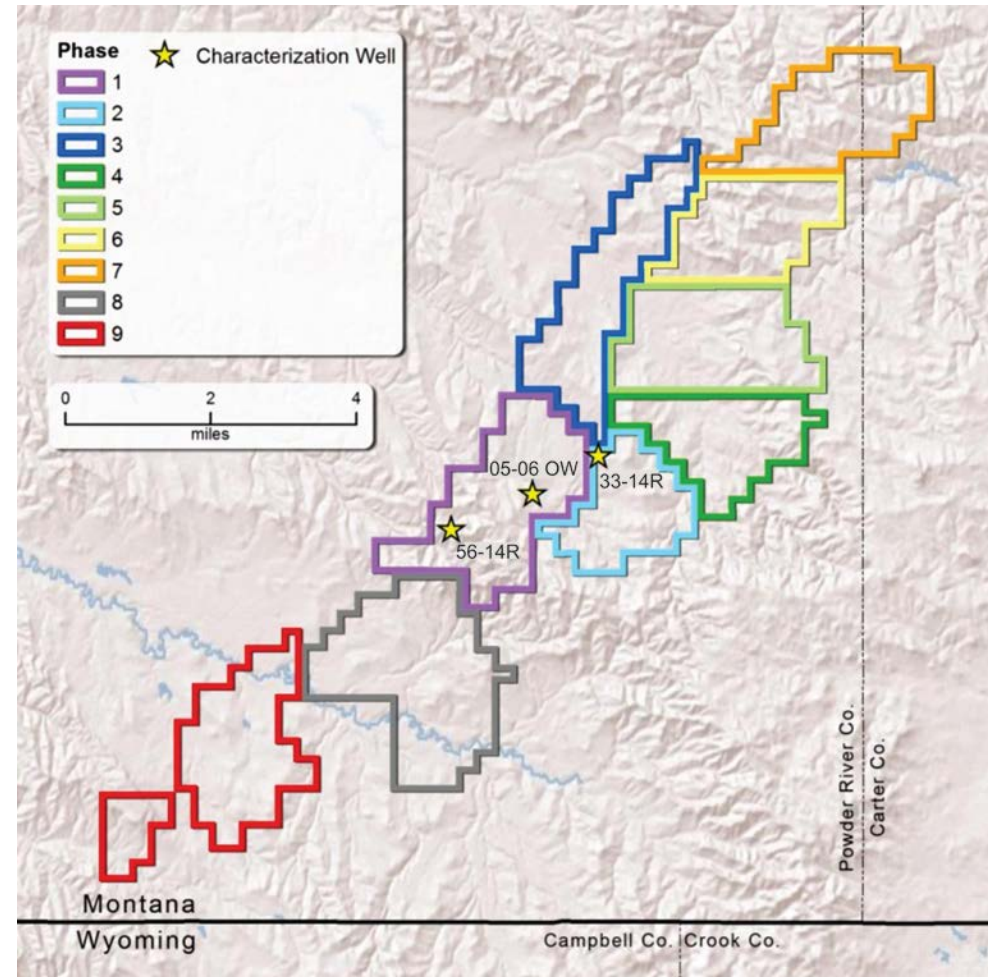 Phase
Characterization Well
1
2
3
4
5
6
7
8
9
0 2 4
miles
05-06 OW
33-14R
56-14R
Powder River Co.
Carter Co.
Montana
Wyoming
Campbell Co. Crook Co.